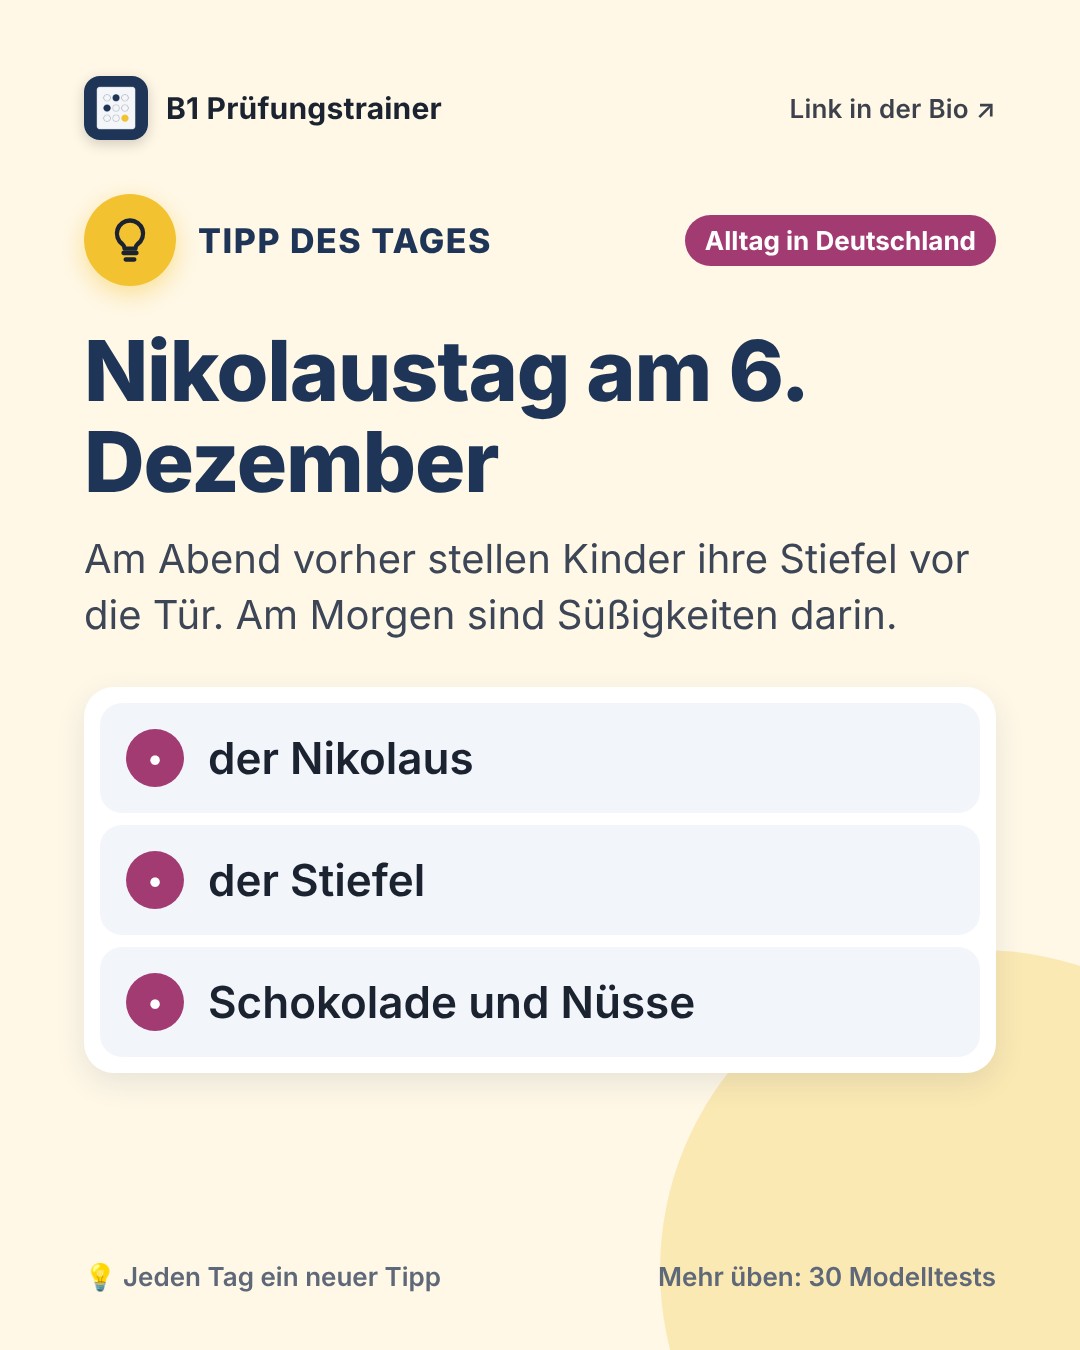 B1 Prüfungstrainer
Link in der Bio ↗
TIPP DES TAGES
Alltag in Deutschland
Nikolaustag am 6.
Dezember
Am Abend vorher stellen Kinder ihre Stiefel vor
die Tür. Am Morgen sind Süßigkeiten darin.
• der Nikolaus
• der Stiefel
• Schokolade und Nüsse
💡 Jeden Tag ein neuer Tipp
Mehr üben: 30 Modelltests